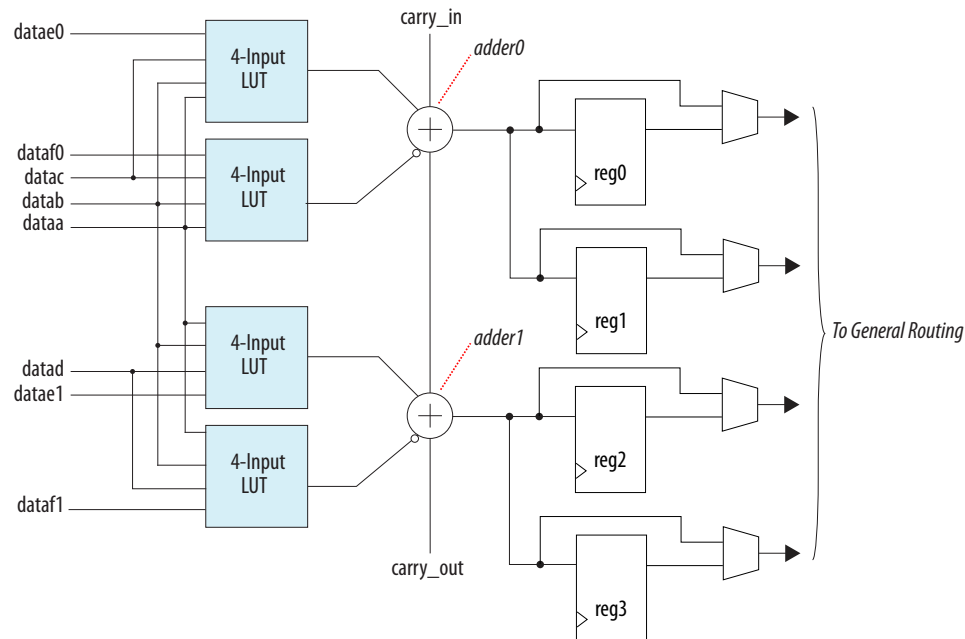 carry_in
datae0
adder0
4-Input
LUT
dataf0
datac
datab
dataa
4-Input
LUT
reg0
reg1
To General Routing
4-Input
LUT
adder1
datad
datae1
4-Input
LUT
dataf1
reg2
carry_out
reg3